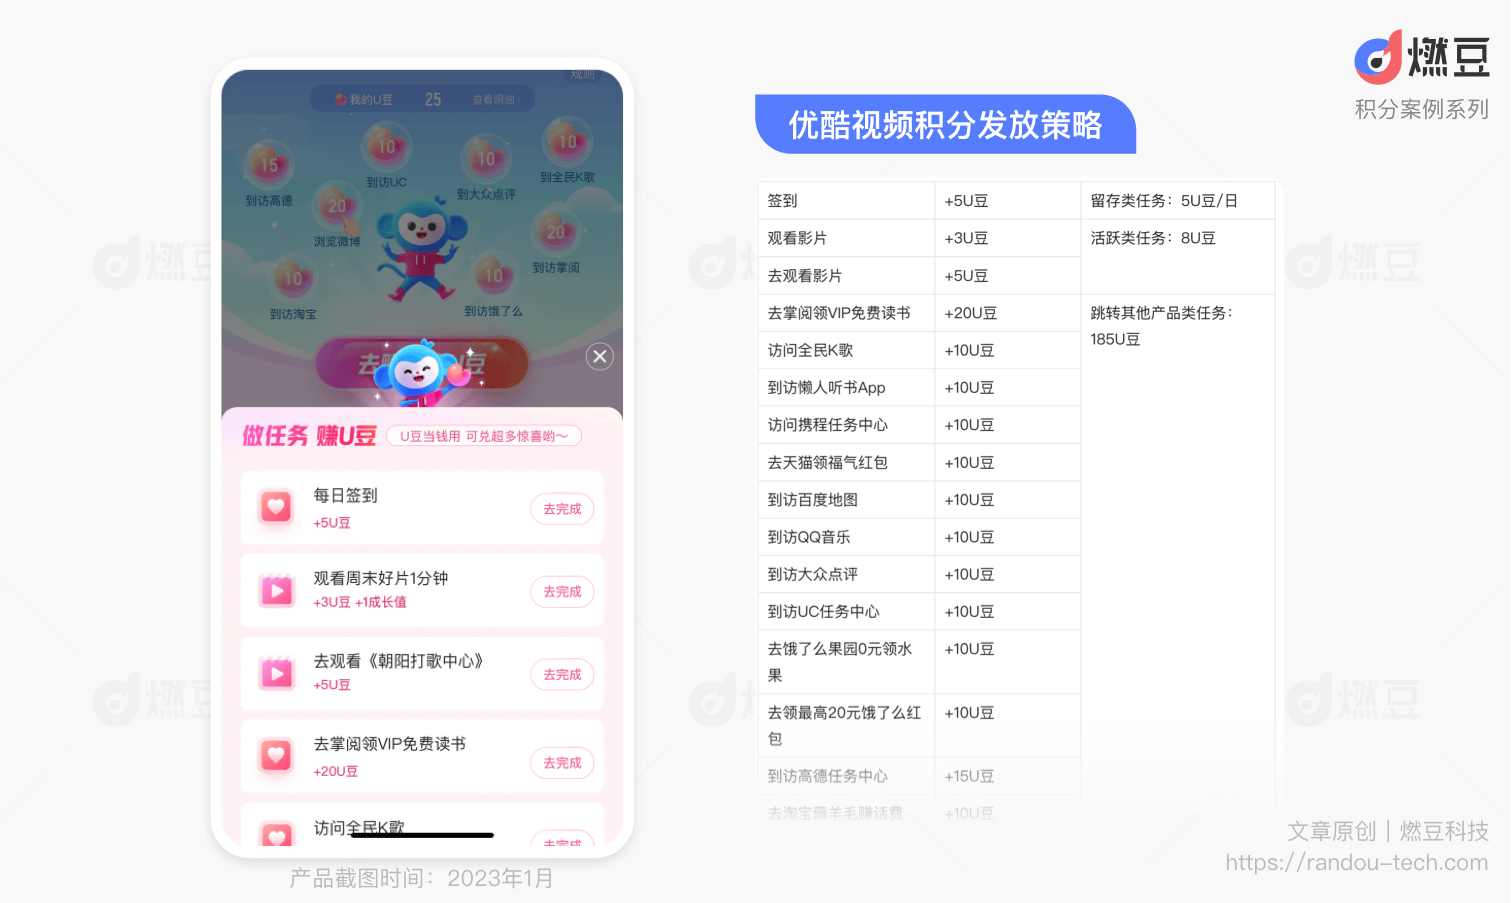 规则
我的U豆 25 查看明细>
15
到访高德
10
到访UC
10
到大众点评
10
到全民K歌
20
浏览微博
20
到访掌阅
10
到访淘宝
10
到访饿了么
去 豆
做任务 赚U豆
U豆当钱用 可兑超多惊喜哟～
每日签到
+5U豆
去完成
观看周末好片1分钟
+3U豆 +1成长值
去完成
去观看《朝阳打歌中心》
+5U豆
去完成
去掌阅领VIP免费读书
+20U豆
去完成
访问全民K歌
去完成
产品截图时间：2023年1月
燃豆
积分案例系列
优酷视频积分发放策略
签到 +5U豆 留存类任务：5U豆/日
观看影片 +3U豆 活跃类任务：8U豆
去观看影片 +5U豆
去掌阅领VIP免费读书 +20U豆 跳转其他产品类任务：
185U豆
访问全民K歌 +10U豆
到访懒人听书App +10U豆
访问携程任务中心 +10U豆
去天猫领福气红包 +10U豆
到访百度地图 +10U豆
到访QQ音乐 +10U豆
到访大众点评 +10U豆
到访UC任务中心 +10U豆
去饿了么果园0元领水
果 +10U豆
去领最高20元饿了么红
包 +10U豆
到访高德任务中心 +15U豆
去淘宝薅羊毛赚话费 +10U豆
文章原创｜燃豆科技
https://randou-tech.com
燃豆
燃豆
燃豆
燃豆